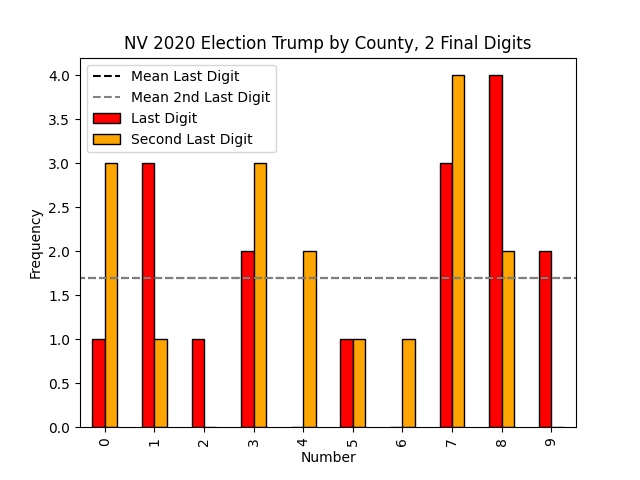 NV 2020 Election Trump by County, 2 Final Digits
Mean Last Digit
Mean 2nd Last Digit
Last Digit
Second Last Digit
Frequency
4.0
3.5
3.0
2.5
2.0
1.5
1.0
0.5
0.0
0 1 2 3 4 5 6 7 8 9
Number